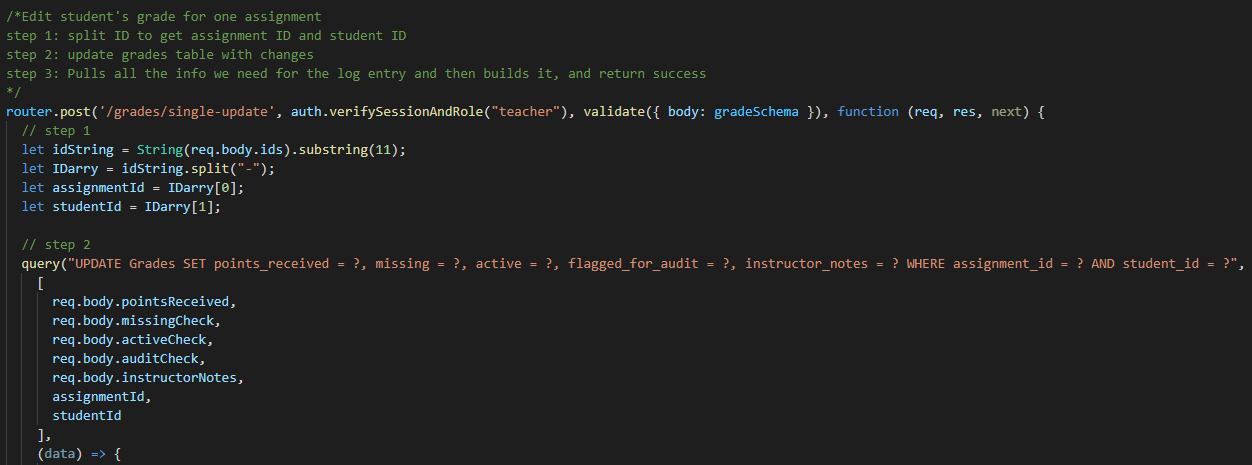 /*Edit student's grade for one assignment
step 1: split ID to get assignment ID and student ID
step 2: update grades table with changes
step 3: Pulls all the info we need for the log entry and then builds it, and return success
*/
router.post('/grades/single-update', auth.verifySessionAndRole("teacher"), validate({ body: gradeSchema }), function (req, res, next) {
// step 1
let idString = String(req.body.ids).substring(11);
let IDarry = idString.split("-");
let assignmentId = IDarry[0];
let studentId = IDarry[1];
// step 2
query("UPDATE Grades SET points_received = ?, missing = ?, active = ?, flagged_for_audit = ?, instructor_notes = ? WHERE assignment_id = ? AND student_id = ?",
[
req.body.pointsReceived,
req.body.missingCheck,
req.body.activeCheck,
req.body.auditCheck,
req.body.instructorNotes,
assignmentId,
studentId
],
(data) => {